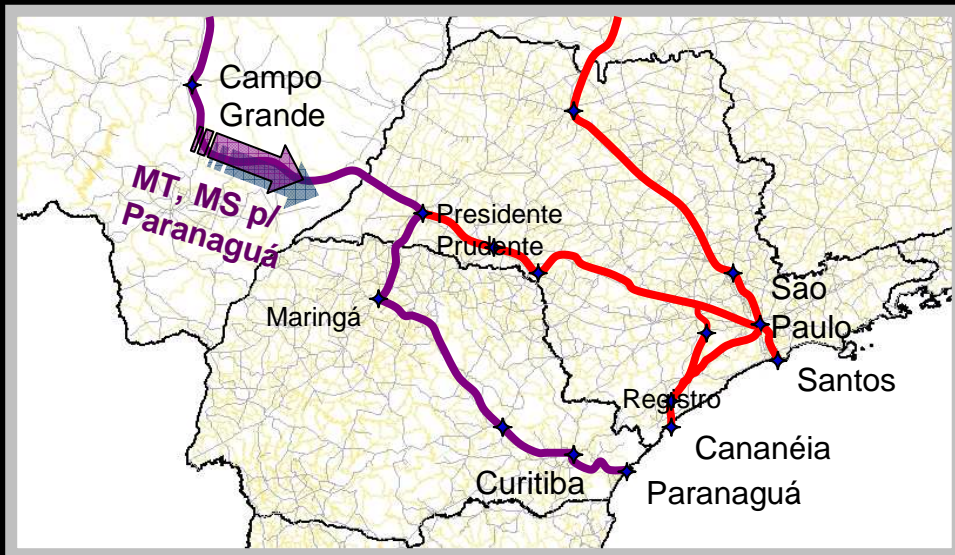 Campo
Grande
MT, MS p/
Paranaguá
Presidente
Prudente
Maringá
São
Paulo
Santos
Registro
Cananéia
Curitiba
Paranaguá